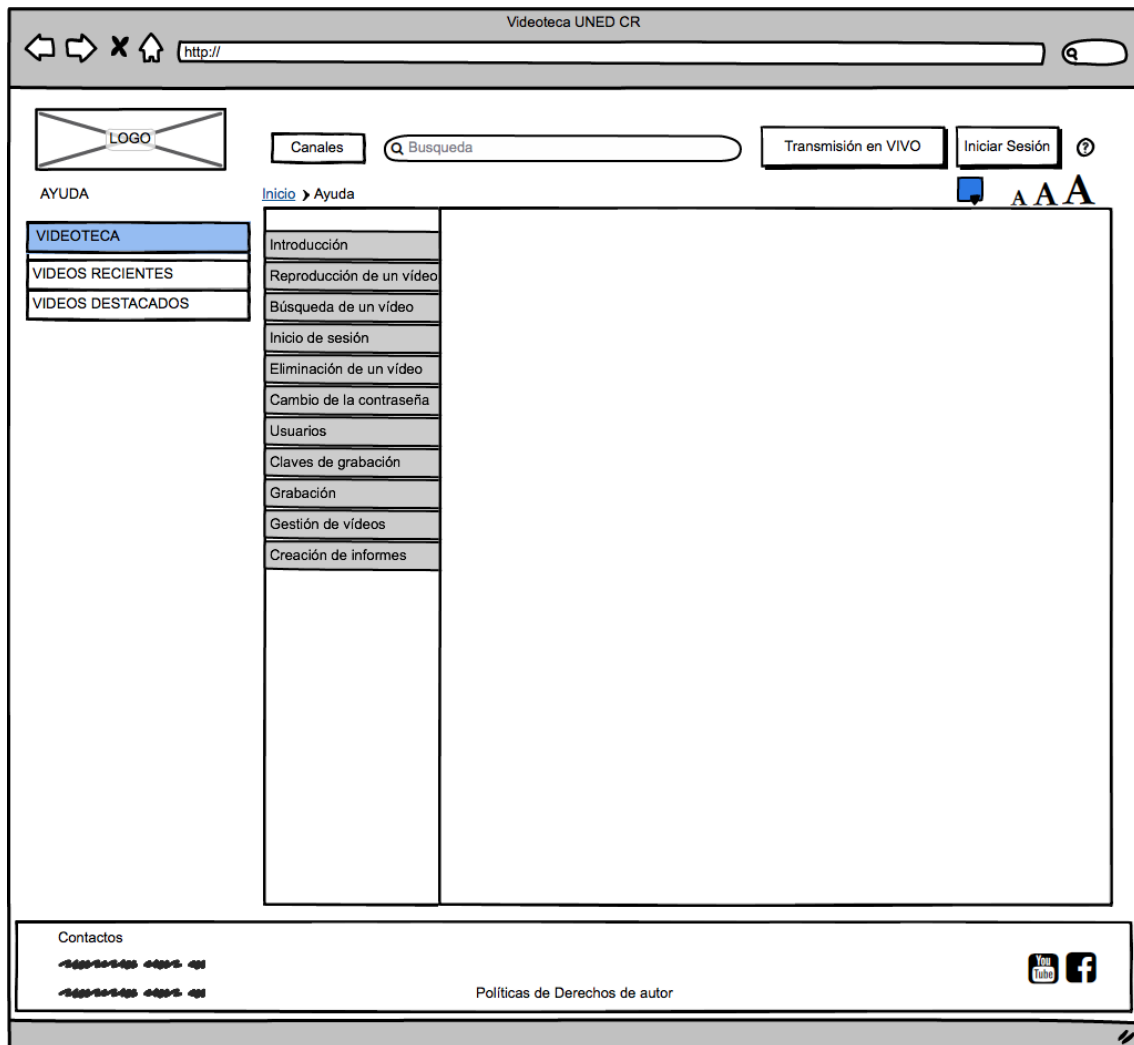 Videoteca UNED CR
http://
LOGO
Canales
Busqueda
Transmisión en VIVO
Iniciar Sesión
?
AYUDA
Inicio
Ayuda
A A A
VIDEOTECA
VIDEOS RECIENTES
VIDEOS DESTACADOS
Introducción
Reproducción de un vídeo
Búsqueda de un vídeo
Inicio de sesión
Eliminación de un vídeo
Cambio de la contraseña
Usuarios
Claves de grabación
Grabación
Gestión de vídeos
Creación de informes
Contactos
Políticas de Derechos de autor
You
Tube
f